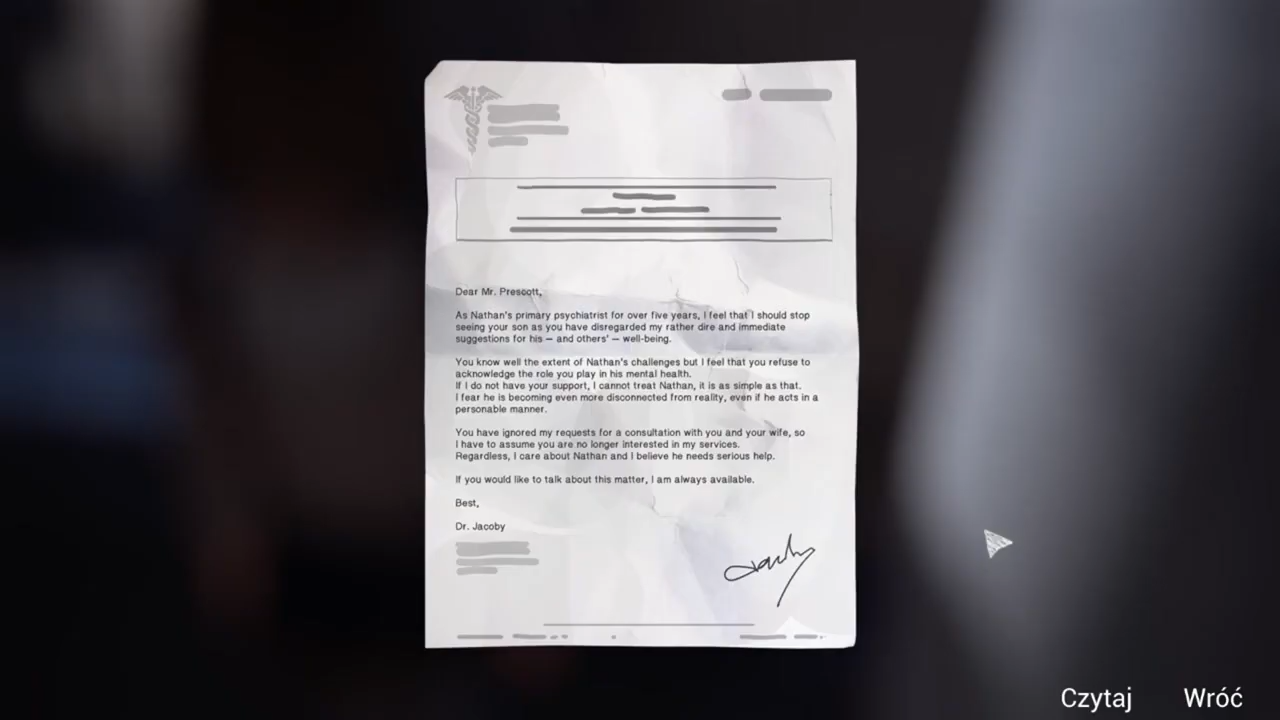 Dear Mr. Prescott,
As Nathan's primary psychiatrist for over five years, I feel that I should stop
seeing your son as you have disregarded my rather dire and immediate
suggestions for his — and others' — well-being.
You know well the extent of Nathan's challenges but I feel that you refuse to
acknowledge the role you play in his mental health.
If I do not have your support, I cannot treat Nathan, it is as simple as that.
I fear he is becoming even more disconnected from reality, even if he acts in a
personable manner.
You have ignored my requests for a consultation with you and your wife, so
I have to assume you are no longer interested in my services.
Regardless, I care about Nathan and I believe he needs serious help.
If you would like to talk about this matter, I am always available.
Best,
Dr. Jacoby
Czytaj Wróć